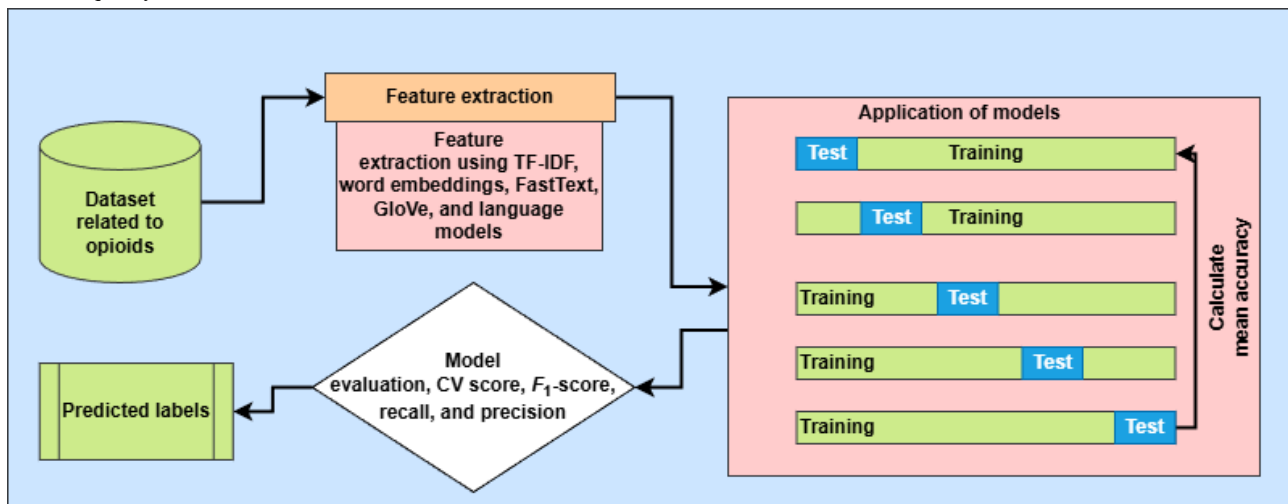 Feature extraction
Feature
extraction using TF-IDF,
word embeddings, FastText,
GloVe, and language
models
Dataset
related to
opioids
Application of models
Test Training
Test Training
Training Test
Training Test
Training Test
Calculate
mean accuracy
Model
evaluation, CV score, F1-score,
recall, and precision
Predicted labels